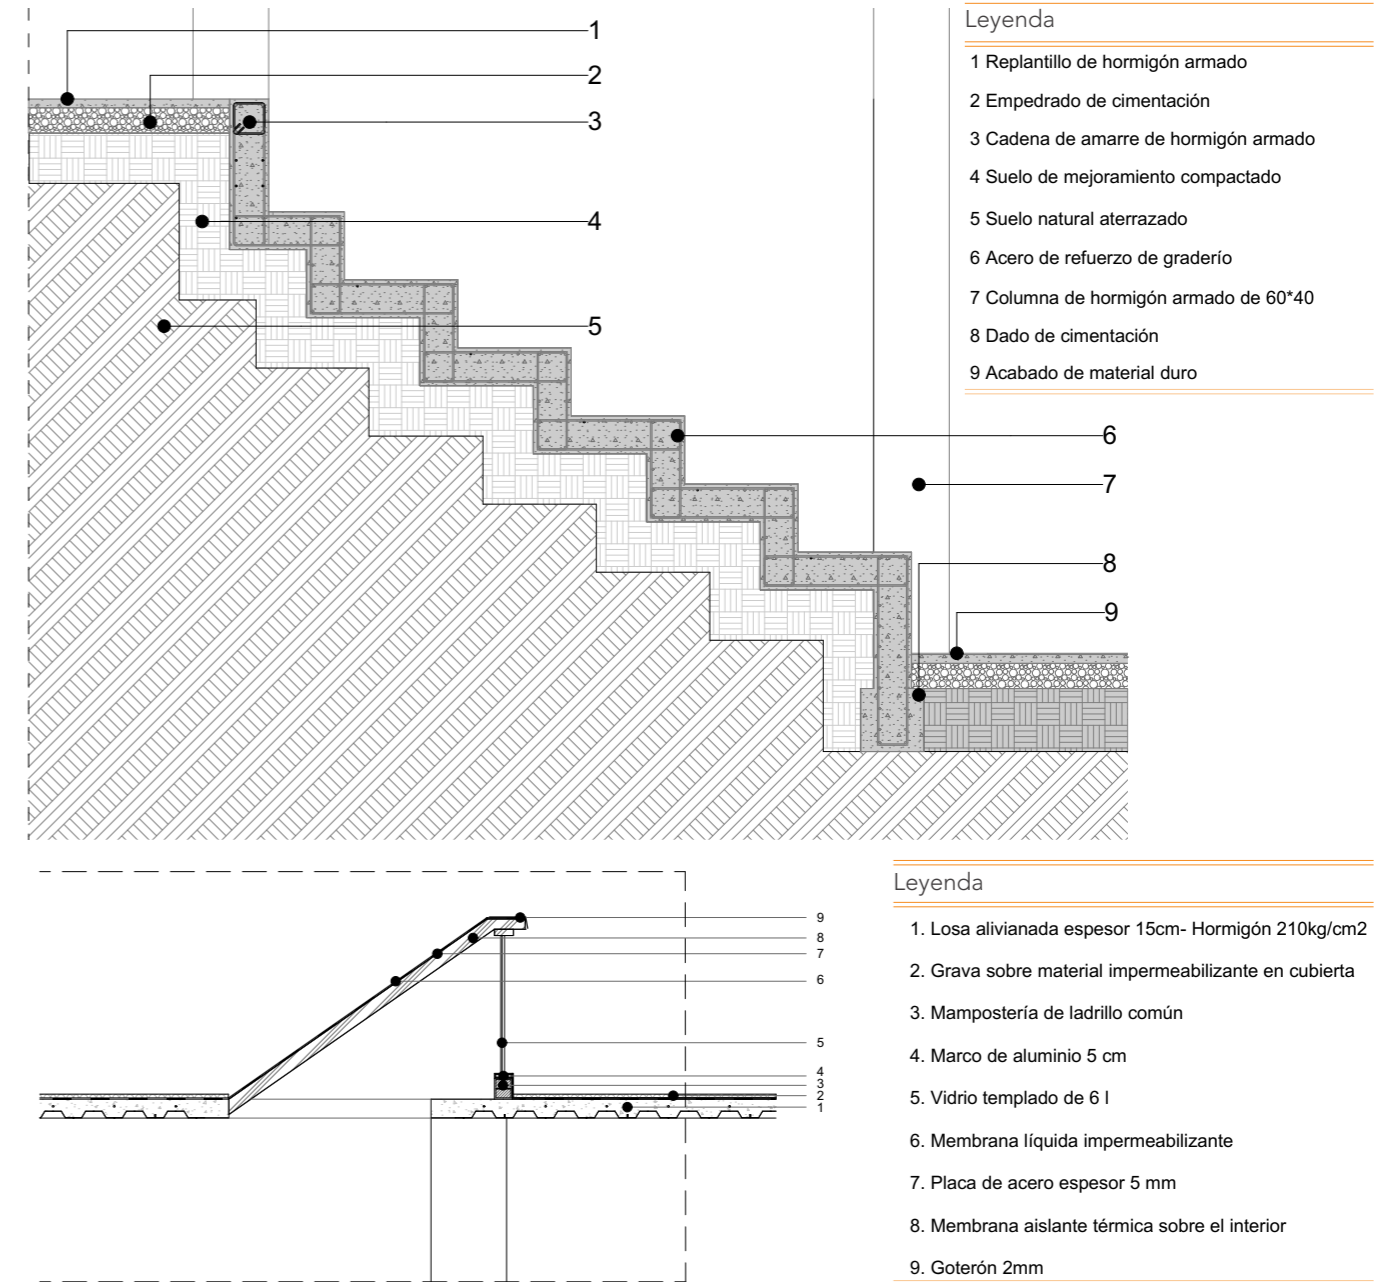 Leyenda
1 Replantillo de hormigón armado
2 Empedrado de cimentación
3 Cadena de amarre de hormigón armado
4 Suelo de mejoramiento compactado
5 Suelo natural aterrazado
6 Acero de refuerzo de graderío
7 Columna de hormigón armado de 60*40
8 Dado de cimentación
9 Acabado de material duro
1
2
3
4
5
6
7
8
9
9
8
7
6
5
4
3
2
1
Leyenda
1. Losa alivianada espesor 15cm- Hormigón 210kg/cm2
2. Grava sobre material impermeabilizante en cubierta
3. Mampostería de ladrillo común
4. Marco de aluminio 5 cm
5. Vidrio templado de 6 l
6. Membrana líquida impermeabilizante
7. Placa de acero espesor 5 mm
8. Membrana aislante térmica sobre el interior
9. Goterón 2mm